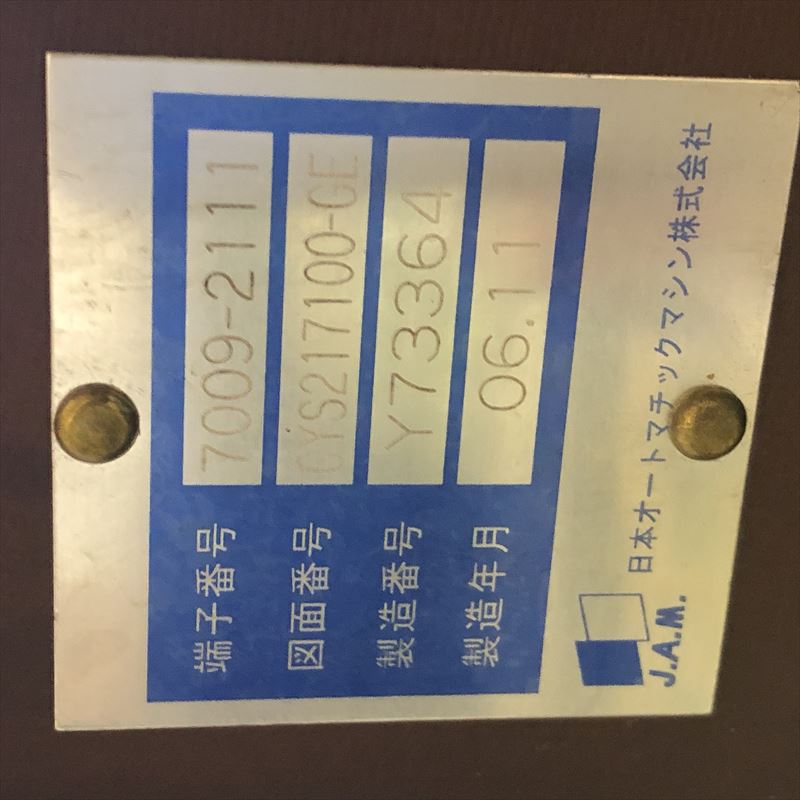 端子番号 7009-2111
図面番号 CYS217100-GE
製造番号 Y73364
製造年月 06.11
J.A.M. 日本オートマチックマシン株式会社